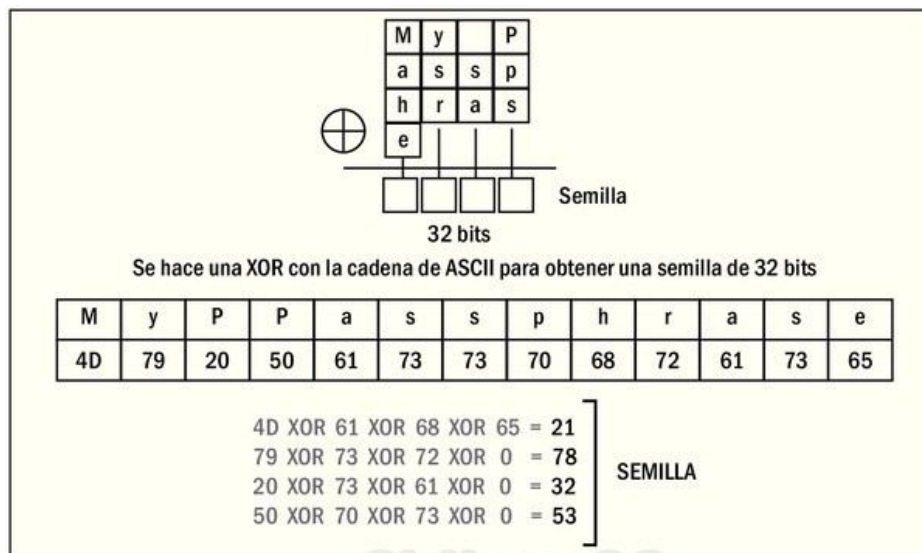 M y P
a s s p
h r a s
e
Semilla
32 bits
Se hace una XOR con la cadena de ASCII para obtener una semilla de 32 bits
M y P P a s s p h r a s e
4D 79 20 50 61 73 73 70 68 72 61 73 65
4D XOR 61 XOR 68 XOR 65 = 21
79 XOR 73 XOR 72 XOR 0 = 78
20 XOR 73 XOR 61 XOR 0 = 32
50 XOR 70 XOR 73 XOR 0 = 53
SEMILLA